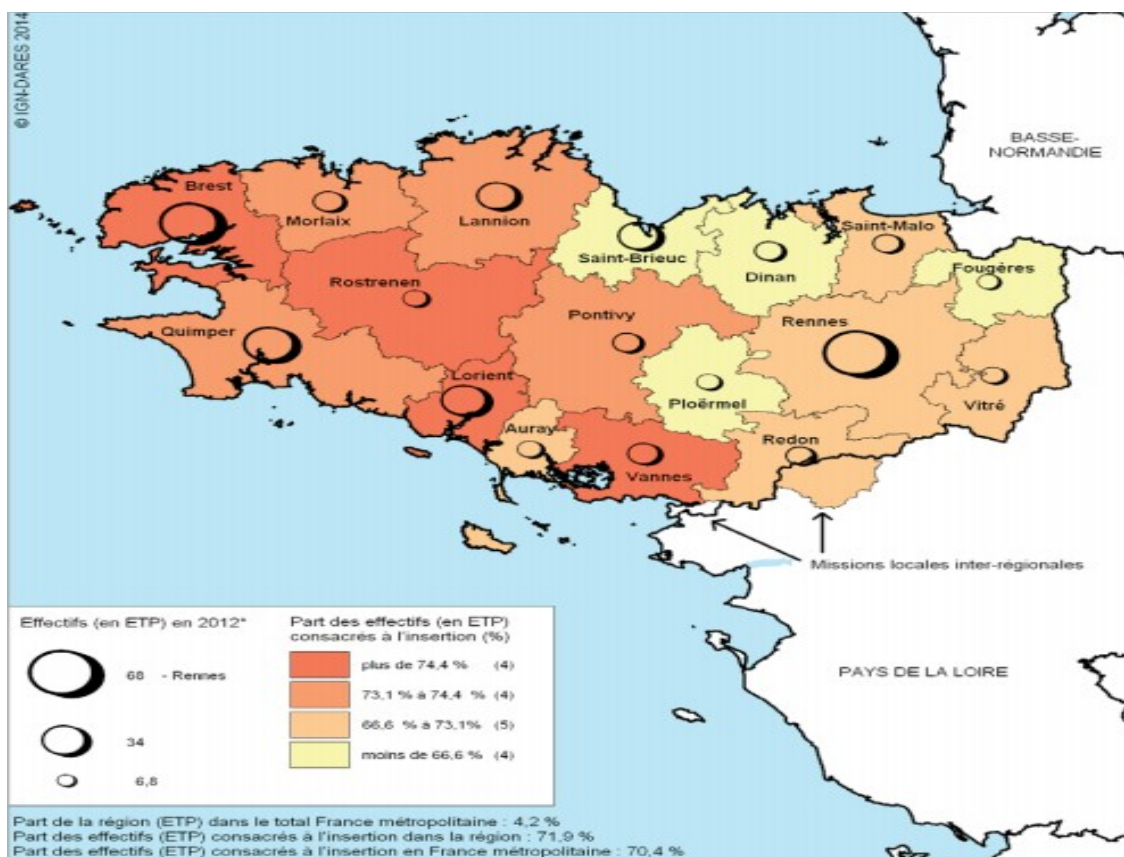 © IGN-DARES 2014
BASSE-
NORMANDIE
Brest
Morlaix
Lannion
Saint-Malo
Saint-Brieuc
Dinan
Fougères
Rostrenen
Pontivy
Rennes
Quimper
Lorient
Ploërmel
Vitré
Auray
Redon
Vannes
Missions locales inter-régionales
PAYS DE LA LOIRE
Effectifs (en ETP) en 2012*
68 - Rennes
34
6,8
Part des effectifs (en ETP)
consacrés à l'insertion (%)
plus de 74,4 % (4)
73,1 % à 74,4 % (4)
66,6 % à 73,1% (5)
moins de 66,6 % (4)
Part de la région (ETP) dans le total France métropolitaine : 4,2 %
Part des effectifs (ETP) consacrés à l'insertion dans la région : 71,9 %
Part des effectifs (ETP) consacrés à l'insertion en France métropolitaine : 70,4 %